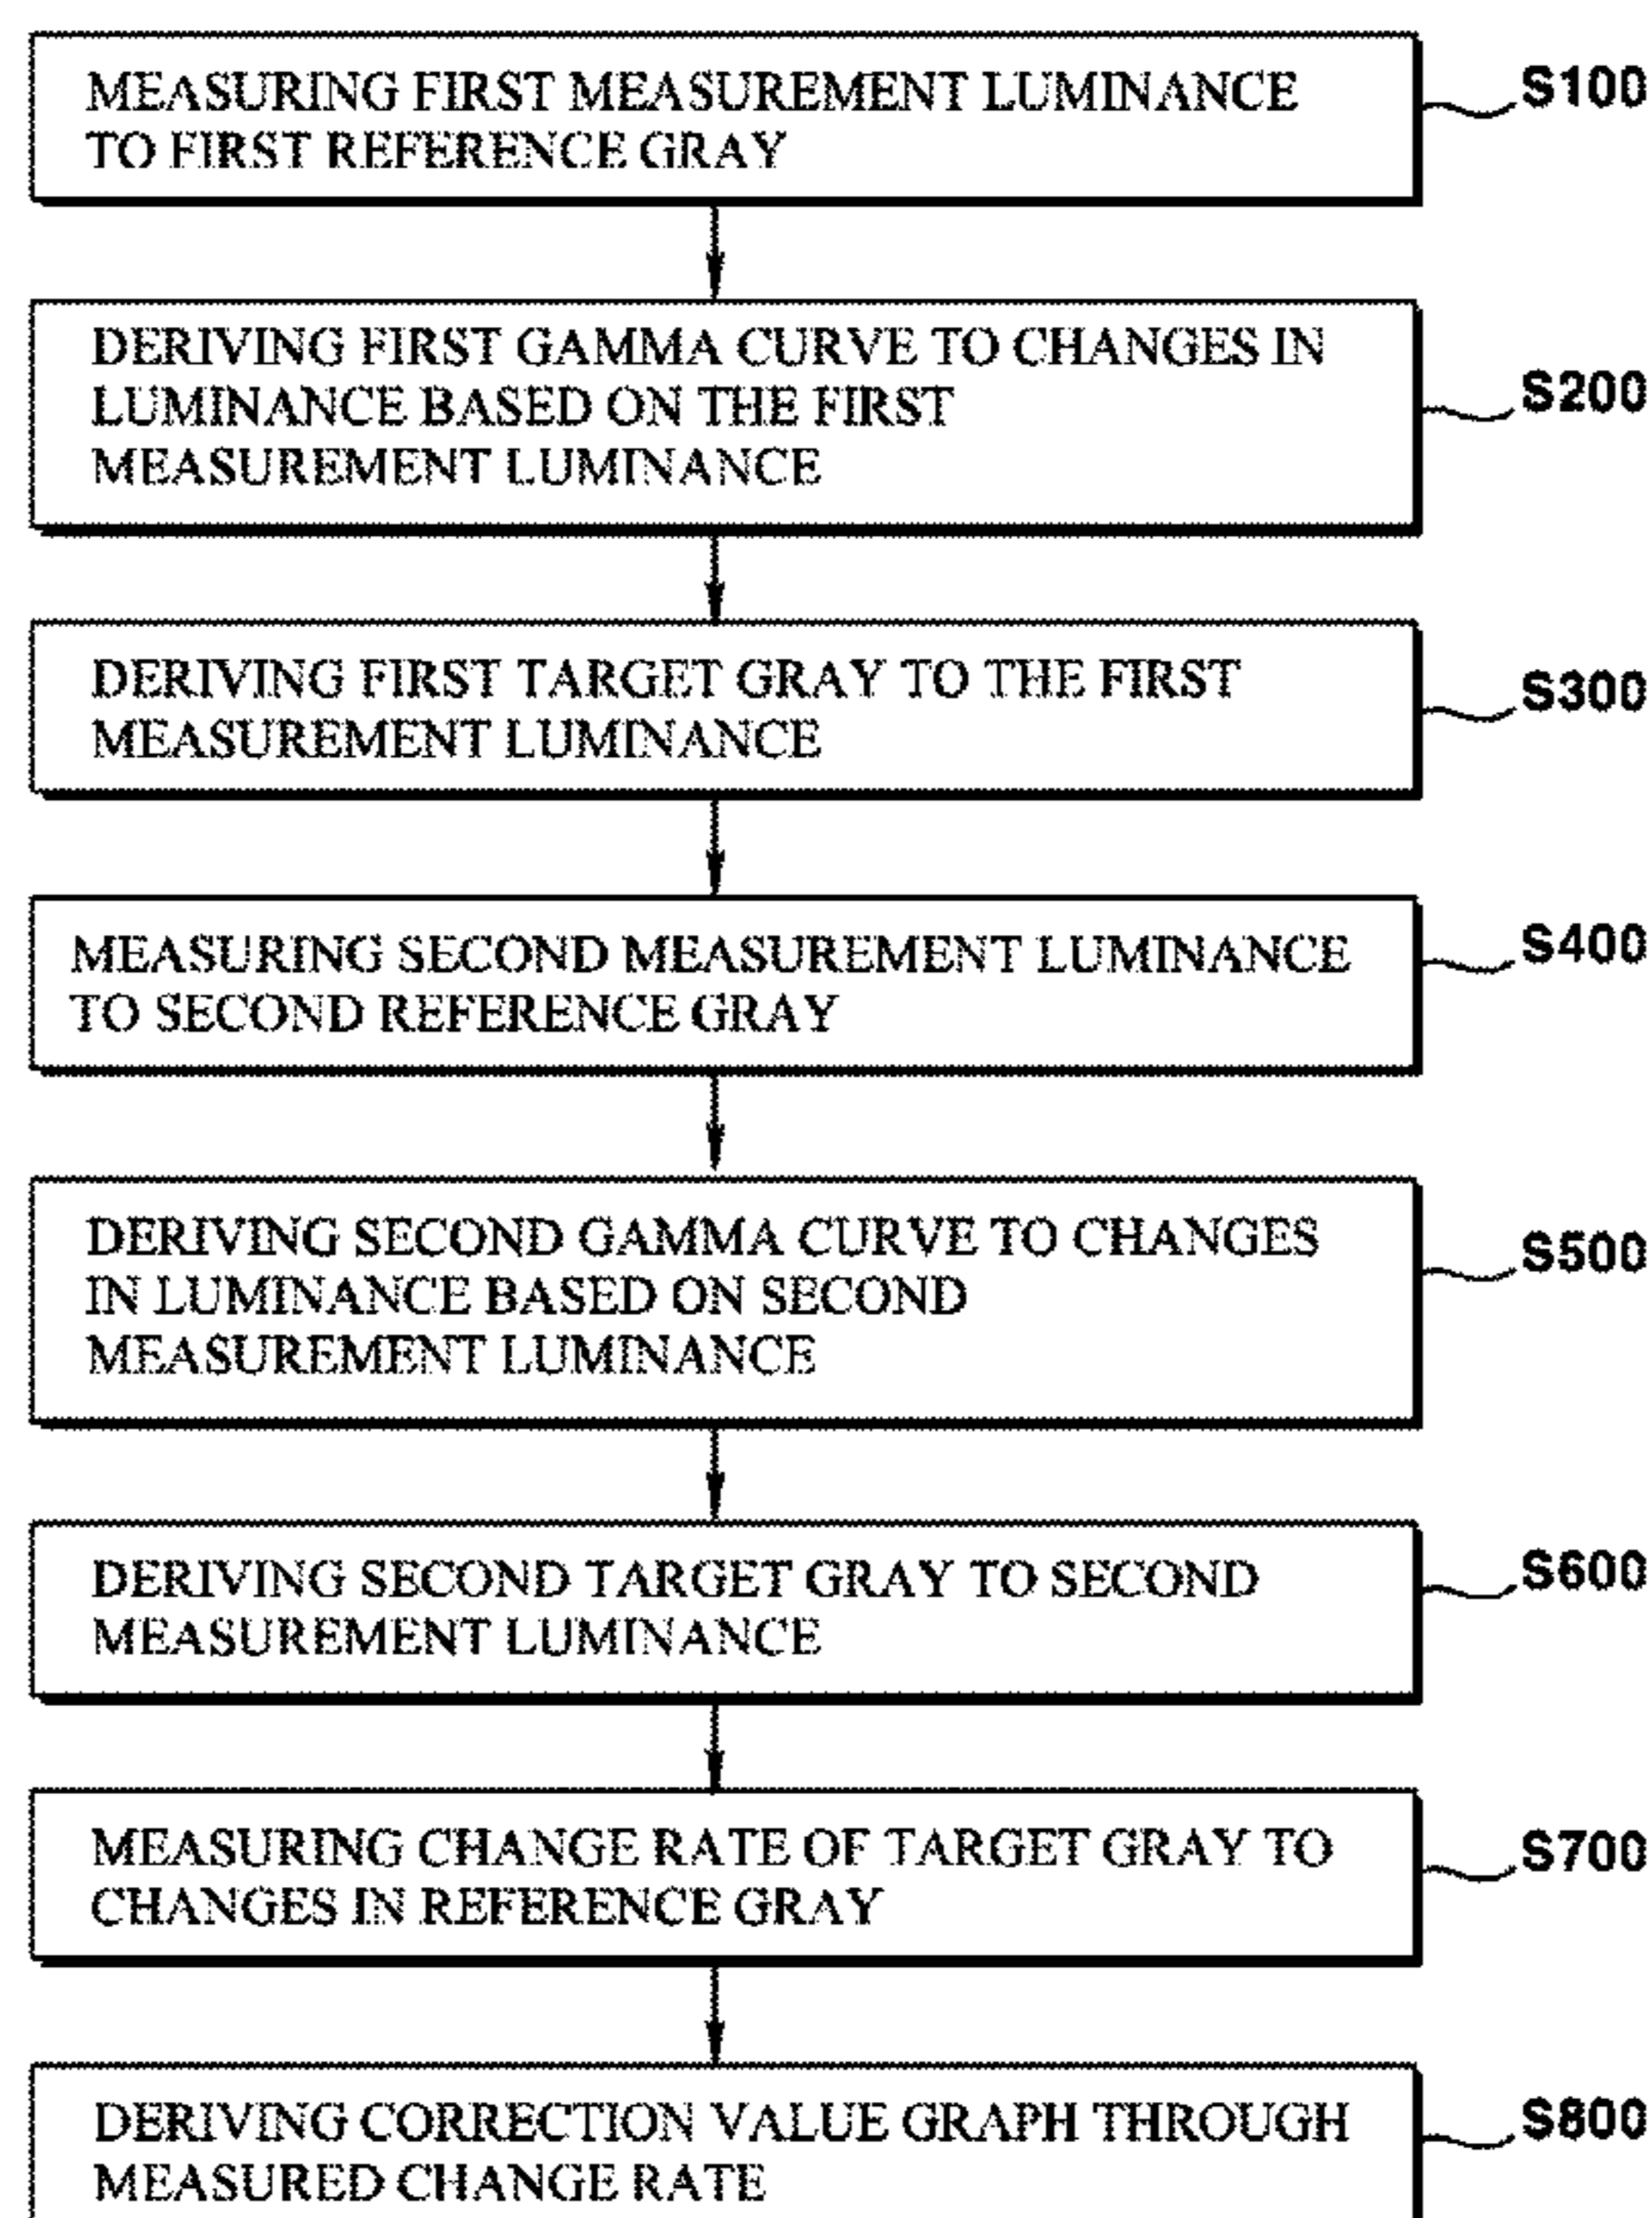 MEASURING FIRST MEASUREMENT LUMINANCE
TO FIRST REFERENCE GRAY
S100
DERIVING FIRST GAMMA CURVE TO CHANGES IN
LUMINANCE BASED ON THE FIRST
MEASUREMENT LUMINANCE
S200
DERIVING FIRST TARGET GRAY TO THE FIRST
MEASUREMENT LUMINANCE
S300
MEASURING SECOND MEASUREMENT LUMINANCE
TO SECOND REFERENCE GRAY
S400
DERIVING SECOND GAMMA CURVE TO CHANGES
IN LUMINANCE BASED ON SECOND
MEASUREMENT LUMINANCE
S500
DERIVING SECOND TARGET GRAY TO SECOND
MEASUREMENT LUMINANCE
S600
MEASURING CHANGE RATE OF TARGET GRAY TO
CHANGES IN REFERENCE GRAY
S700
DERIVING CORRECTION VALUE GRAPH THROUGH
MEASURED CHANGE RATE
S800